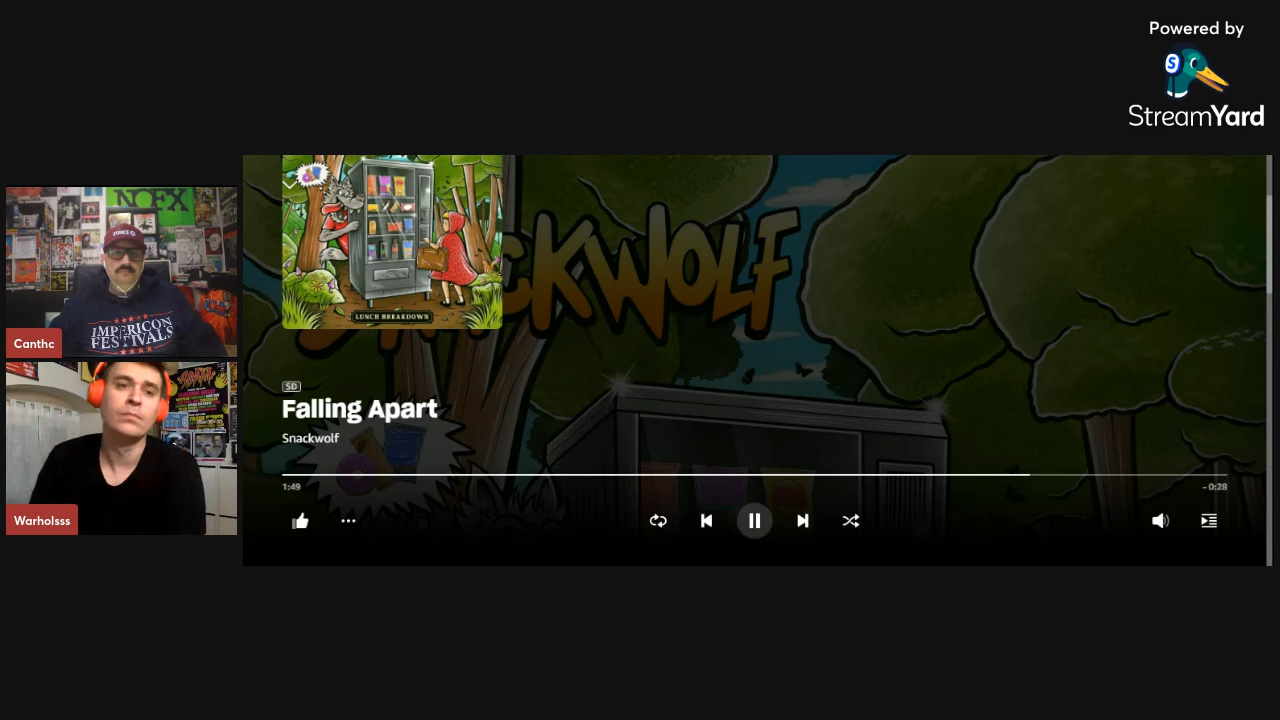 Powered by
StreamYard
NOFX
IMPERICON
FESTIVALS
Canthc
Warholsss
CKWOLF
LUNCH BREAKDOWN
SD
Falling Apart
Snackwolf
1:49
- 0:28